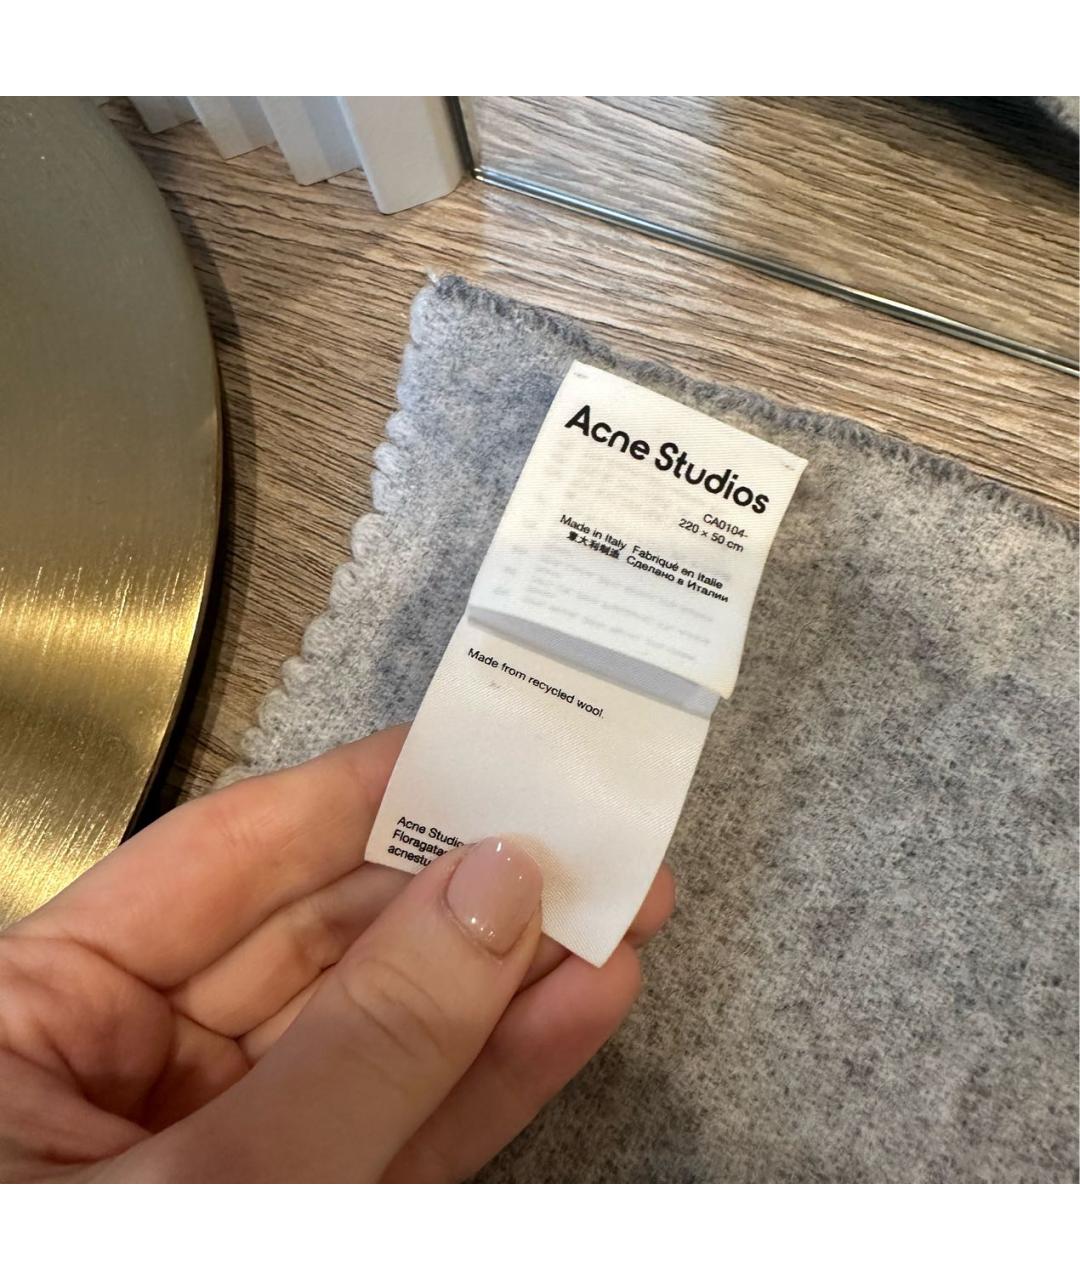 Acne Studios
CA0104-
220 x 50 cm
Made in Italy Fabriqué en Italie
意大利制造 Сделано в Италии
Made from recycled wool.
Acne Studio
Floragata
acnestu